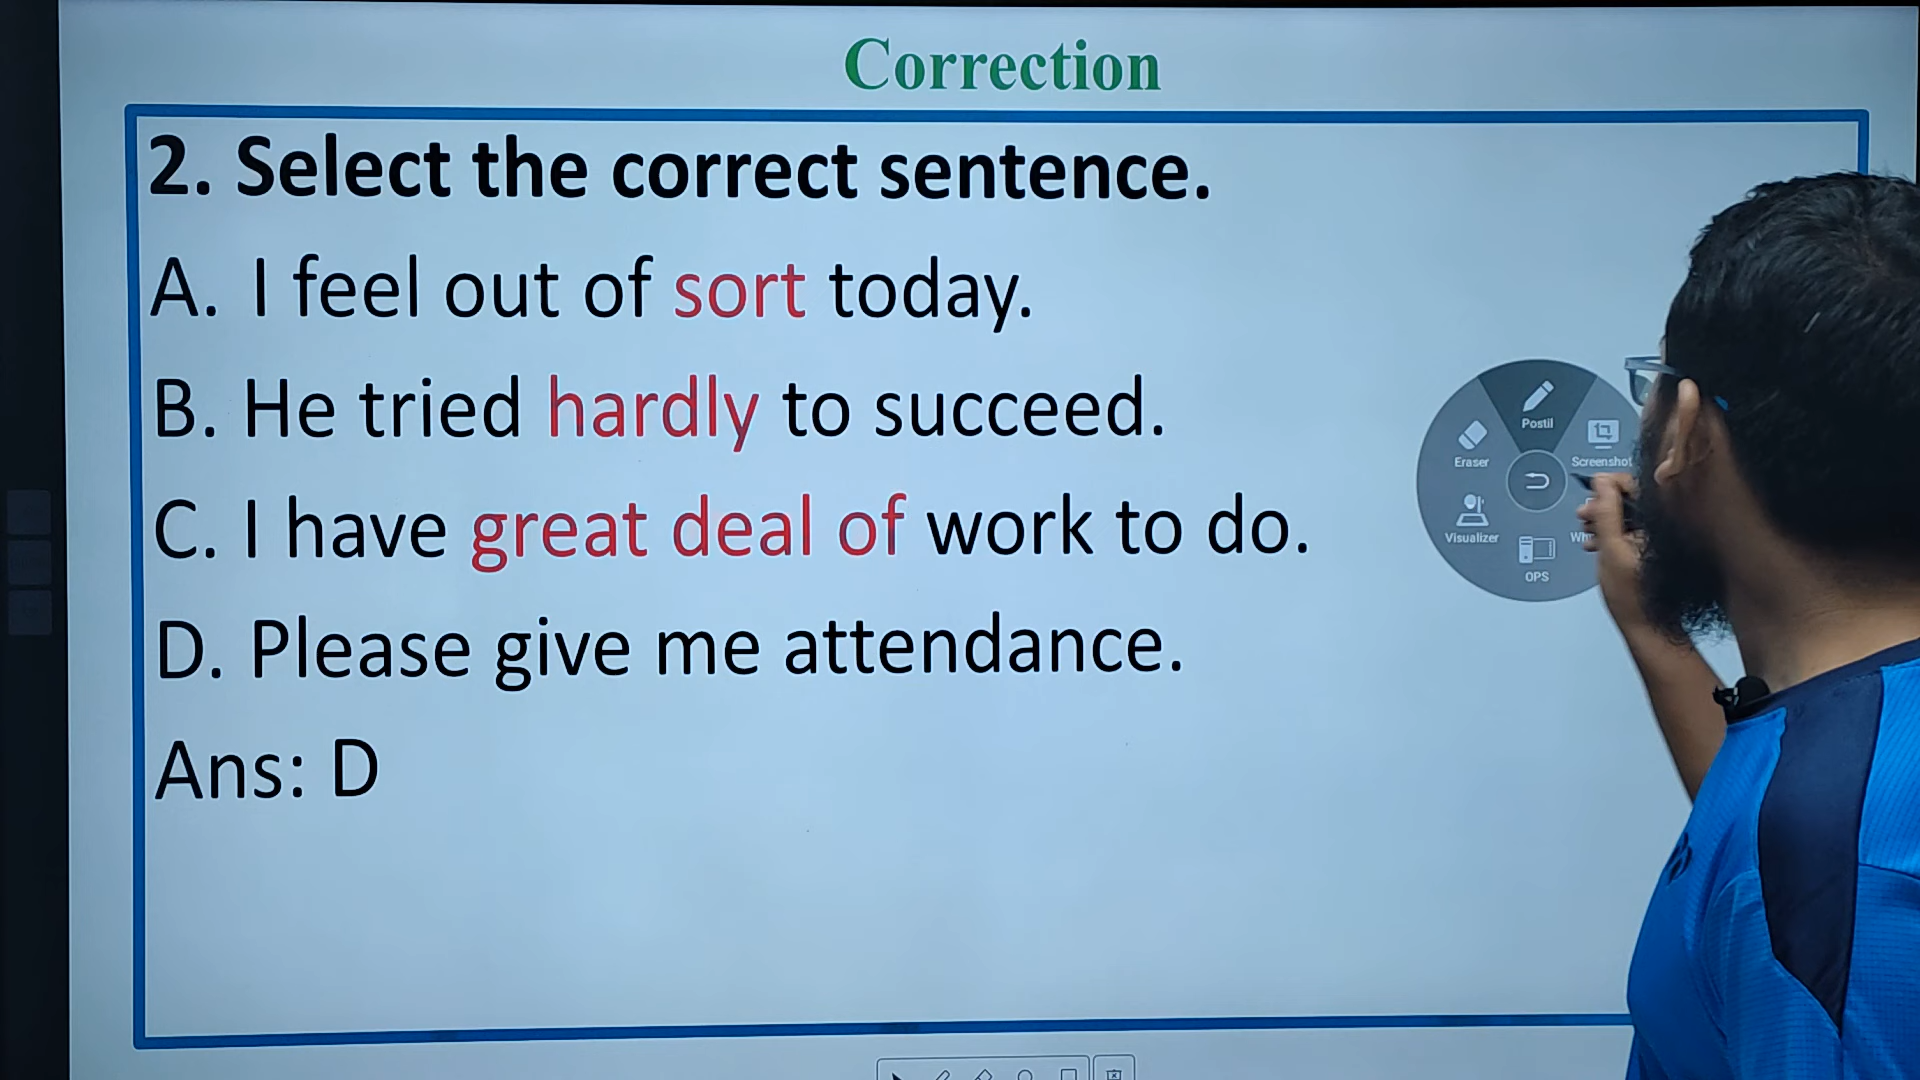 Correction
2. Select the correct sentence.
A. I feel out of sort today.
B. He tried hardly to succeed.
C. I have great deal of work to do.
D. Please give me attendance.
Ans: D
Postil
Eraser
Screenshot
Visualizer
OPS